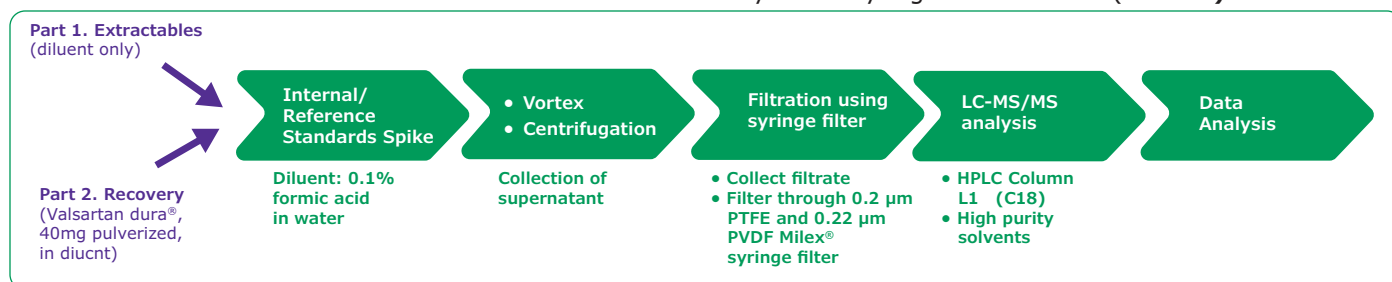 Part 1. Extractables
(diluent only)
Part 2. Recovery
(Valsartan dura®,
40mg pulverized,
in diucnt)
Internal/
Reference
Standards Spike
Diluent: 0.1%
formic acid
in water
• Vortex
• Centrifugation
Collection of
supernatant
Filtration using
syringe filter
• Collect filtrate
• Filter through 0.2 µm
PTFE and 0.22 µm
PVDF Milex®
syringe filter
LC-MS/MS
analysis
• HPLC Column
L1 (C18)
• High purity
solvents
Data
Analysis